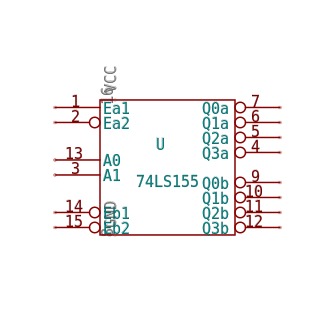 VCC
16
1 Ea1 Q0a 7
2 Ea2 Q1a 6
Q2a 5
U Q3a 4
13 A0
3 A1
74LS155 Q0b 9
Q1b 10
14 Eb1 Q2b 11
15 Eb2 Q3b 12
GND